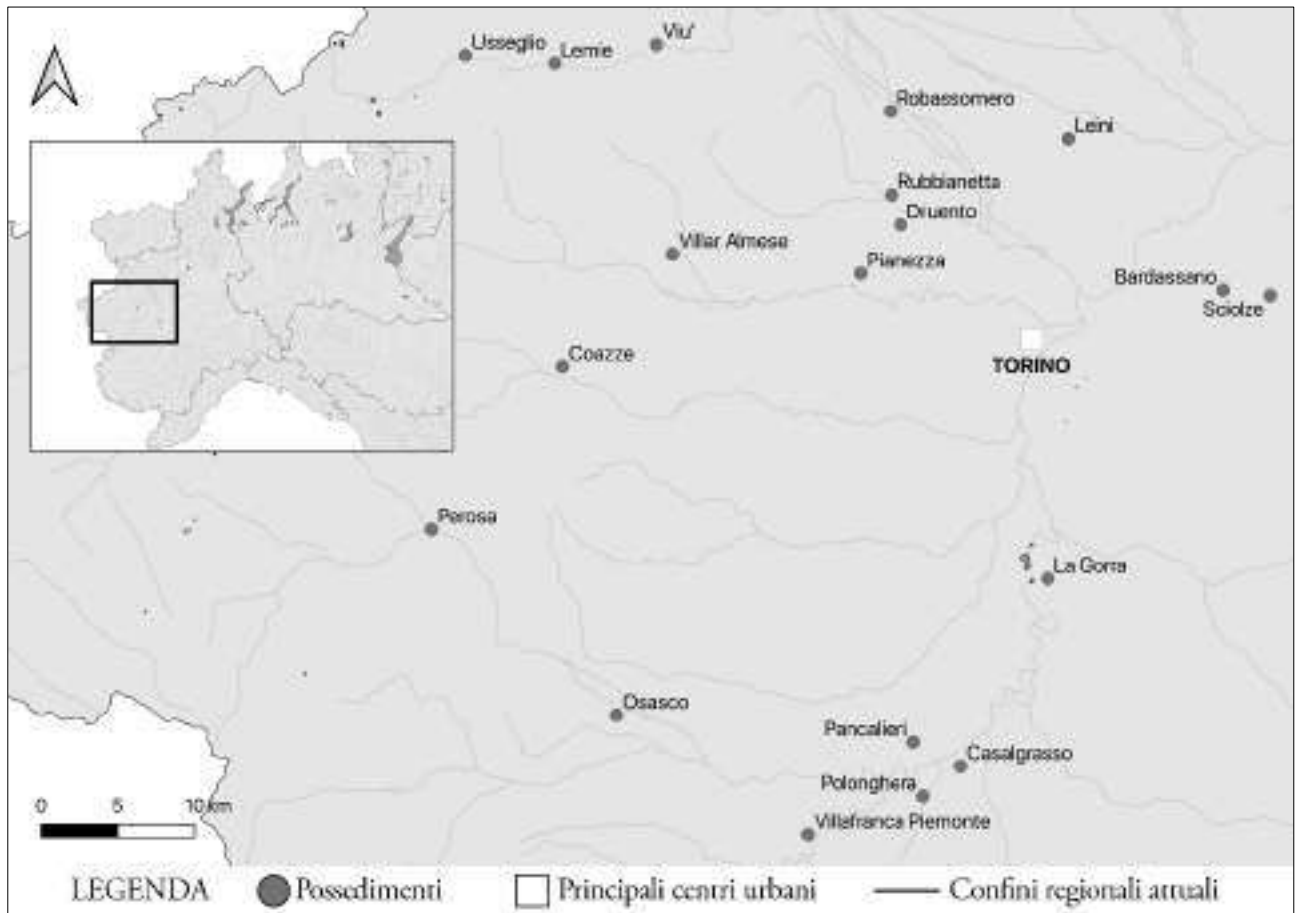 Usseglio
Lemie
Viu'
Robassomero
Leini
Rubbianetta
Druento
Villar Almese
Pianezza
Bardassano
Sciolze
TORINO
Coazze
Perosa
La Gorra
Osasco
Pancalieri
Casalgrasso
Polonghera
Villafranca Piemonte
0 5 10 km
LEGENDA Possedimenti Principali centri urbani Confini regionali attuali